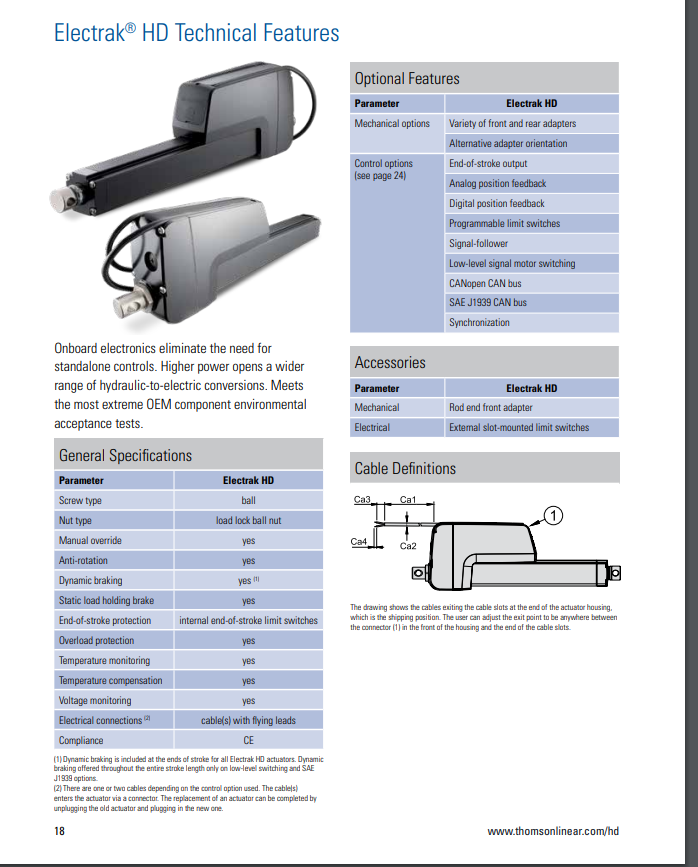 Electrak® HD Technical Features
Onboard electronics eliminate the need for
standalone controls. Higher power opens a wider
range of hydraulic-to-electric conversions. Meets
the most extreme OEM component environmental
acceptance tests.
General Specifications
Parameter Electrak HD
Screw type ball
Nut type load lock ball nut
Manual override yes
Anti-rotation yes
Dynamic braking yes (1)
Static load holding brake yes
End-of-stroke protection internal end-of-stroke limit switches
Overload protection yes
Temperature monitoring yes
Temperature compensation yes
Voltage monitoring yes
Electrical connections (2) cable(s) with flying leads
Compliance CE
(1) Dynamic braking is included at the ends of stroke for all Electrak HD actuators. Dynamic
braking offered throughout the entire stroke length only on low-level switching and SAE
J1939 options.
(2) There are one or two cables depending on the control option used. The cable(s)
enters the actuator via a connector. The replacement of an actuator can be completed by
unplugging the old actuator and plugging in the new one.
Optional Features
Parameter Electrak HD
Mechanical options Variety of front and rear adapters
Alternative adapter orientation
Control options End-of-stroke output
(see page 24)
Analog position feedback
Digital position feedback
Programmable limit switches
Signal-follower
Low-level signal motor switching
CANopen CAN bus
SAE J1939 CAN bus
Synchronization
Accessories
Parameter Electrak HD
Mechanical Rod end front adapter
Electrical External slot-mounted limit switches
Cable Definitions
Ca3 Ca1
1
Ca4 Ca2
The drawing shows the cables exiting the cable slots at the end of the actuator housing,
which is the shipping position. The user can adjust the exit point to be anywhere between
the connector (1) in the front of the housing and the end of the cable slots.
18 www.thomsonlinear.com/hd